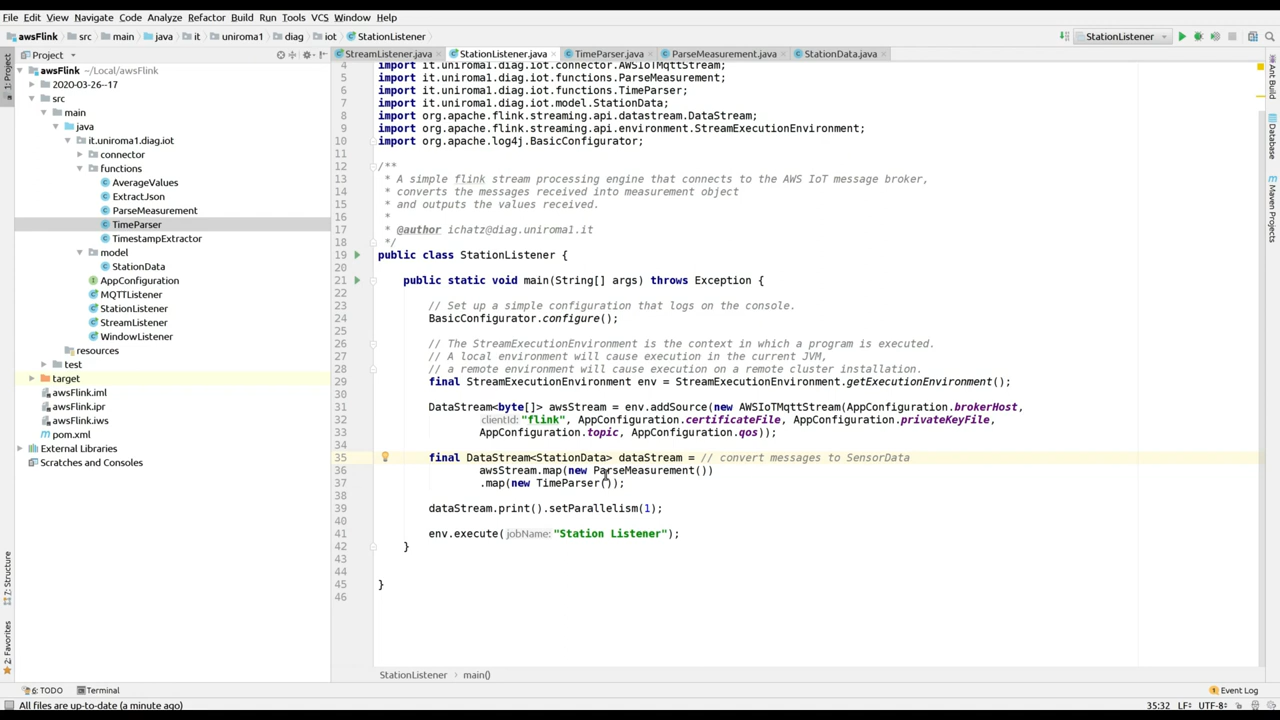 File Edit View Navigate Code Analyze Refactor Build Run Tools VCS Window Help
awsFlink src main java it uniroma1 diag iot StationListener StationListener
Project StreamListener.java StationListener.java TimeParser.java ParseMeasurement.java StationData.java
1: Project
Ant Build
Database
Maven Projects
Structure
2: Favorites
awsFlink ~/Local/awsFlink
2020-03-26--17
src
main
java
it.uniroma1.diag.iot
connector
functions
AverageValues
ExtractJson
ParseMeasurement
TimeParser
TimestampExtractor
model
StationData
AppConfiguration
MQTTListener
StationListener
StreamListener
WindowListener
resources
test
target
awsFlink.iml
awsFlink.ipr
awsFlink.iws
pom.xml
External Libraries
Scratches and Consoles
4 import it.uniroma1.diag.iot.connector.AWSIoTMqttStream;
5 import it.uniroma1.diag.iot.functions.ParseMeasurement;
6 import it.uniroma1.diag.iot.functions.TimeParser;
7 import it.uniroma1.diag.iot.model.StationData;
8 import org.apache.flink.streaming.api.datastream.DataStream;
9 import org.apache.flink.streaming.api.environment.StreamExecutionEnvironment;
10 import org.apache.log4j.BasicConfigurator;
11
12 /**
13 * A simple flink stream processing engine that connects to the AWS IoT message broker,
14 * converts the messages received into measurement object
15 * and outputs the values received.
16 *
17 * @author ichatz@diag.uniroma1.it
18 */
19 public class StationListener {
20
21 public static void main(String[] args) throws Exception {
22
23 // Set up a simple configuration that logs on the console.
24 BasicConfigurator.configure();
25
26 // The StreamExecutionEnvironment is the context in which a program is executed.
27 // A local environment will cause execution in the current JVM,
28 // a remote environment will cause execution on a remote cluster installation.
29 final StreamExecutionEnvironment env = StreamExecutionEnvironment.getExecutionEnvironment();
30
31 DataStream<byte[]> awsStream = env.addSource(new AWSIoTMqttStream(AppConfiguration.brokerHost,
32 clientId: "flink", AppConfiguration.certificateFile, AppConfiguration.privateKeyFile,
33 AppConfiguration.topic, AppConfiguration.qos));
34
35 final DataStream<StationData> dataStream = // convert messages to SensorData
36 awsStream.map(new ParseMeasurement())
37 .map(new TimeParser());
38
39 dataStream.print().setParallelism(1);
40
41 env.execute( jobName: "Station Listener");
42 }
43
44
45 }
46
StationListener main()
6: TODO Terminal Event Log
All files are up-to-date (a minute ago) 35:32 LF UTF-8